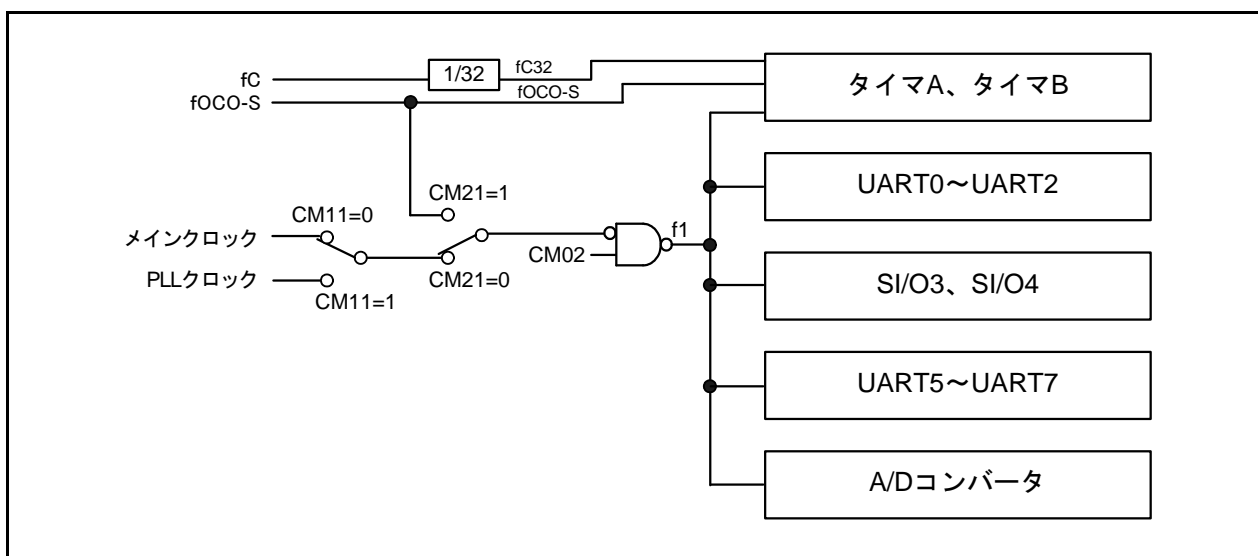 fC
1/32
fC32
fOCO-S
fOCO-S
タイマA、タイマB
UART0～UART2
CM21=1
CM11=0
メインクロック
f1
CM02
CM21=0
PLLクロック
CM11=1
SI/O3、SI/O4
UART5～UART7
A/Dコンバータ